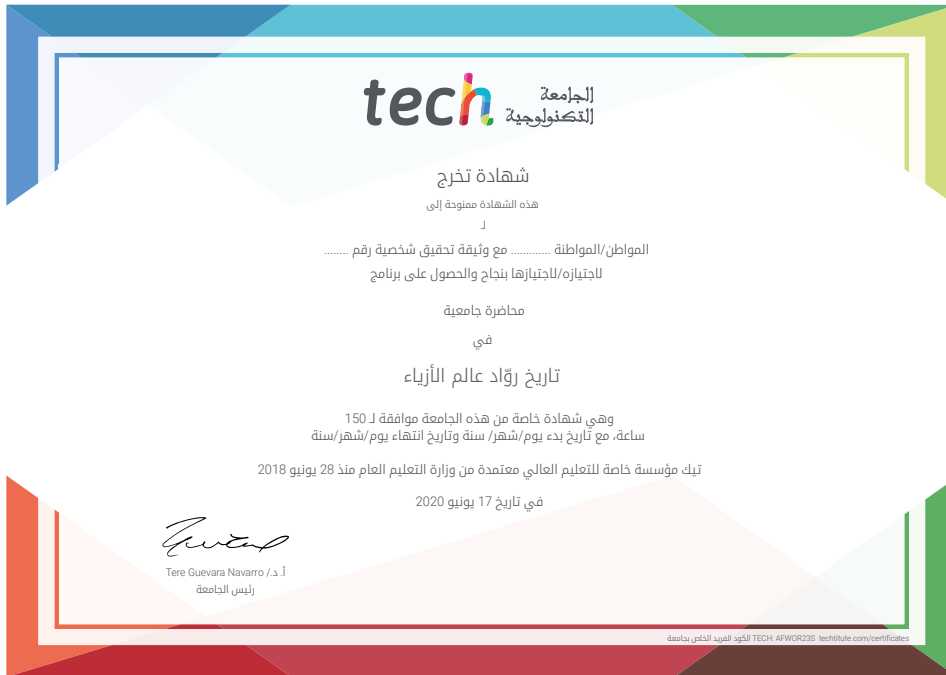 tech الجامعة
التكنولوجية
شهادة تخرج
هذه الشهادة ممنوحة إلى
لـ
المواطن/المواطنة ............ مع وثيقة تحقيق شخصية رقم ........
لاجتيازه/لاجتيازها بنجاح والحصول على برنامج
محاضرة جامعية
في
تاريخ روّاد عالم الأزياء
وهي شهادة خاصة من هذه الجامعة موافقة لـ 150
ساعة، مع تاريخ بدء يوم/شهر/ سنة وتاريخ انتهاء يوم/شهر/سنة
تيك مؤسسة خاصة للتعليم العالي معتمدة من وزارة التعليم العام منذ 28 يونيو 2018
في تاريخ 17 يونيو 2020
أ. د./ Tere Guevara Navarro
رئيس الجامعة
الكود الفريد الخاص بجامعة TECH: AFWOR23S techtitute.com/certificates